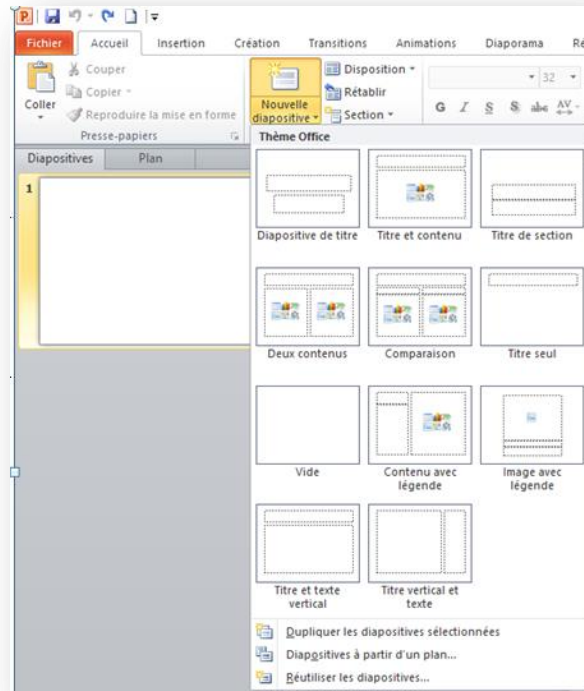 Fichier Accueil Insertion Création Transitions Animations Diaporama Ré
Couper
Copier
Reproduire la mise en forme
Coller
Presse-papiers
Nouvelle
diapositive
Disposition
Rétablir
Section
32
G I S S abc AV
Diapositives Plan
1
Thème Office
Diapositive de titre Titre et contenu Titre de section
Deux contenus Comparaison Titre seul
Vide Contenu avec Image avec
légende légende
Titre et texte Titre vertical et
vertical texte
Dupliquer les diapositives sélectionnées
Diapositives à partir d'un plan...
Réutiliser les diapositives...